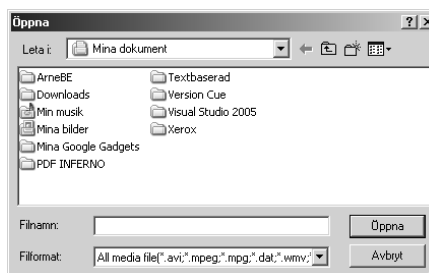 Öppna
Leta i: Mina dokument
ArneBE
Downloads
Min musik
Mina bilder
Mina Google Gadgets
PDF INFERNO
Textbaserad
Version Cue
Visual Studio 2005
Xerox
Filnamn:
Öppna
Filformat: All media file(*.avi;*.mpeg;*.mpg;*.dat;*.wmv;*
Avbryt